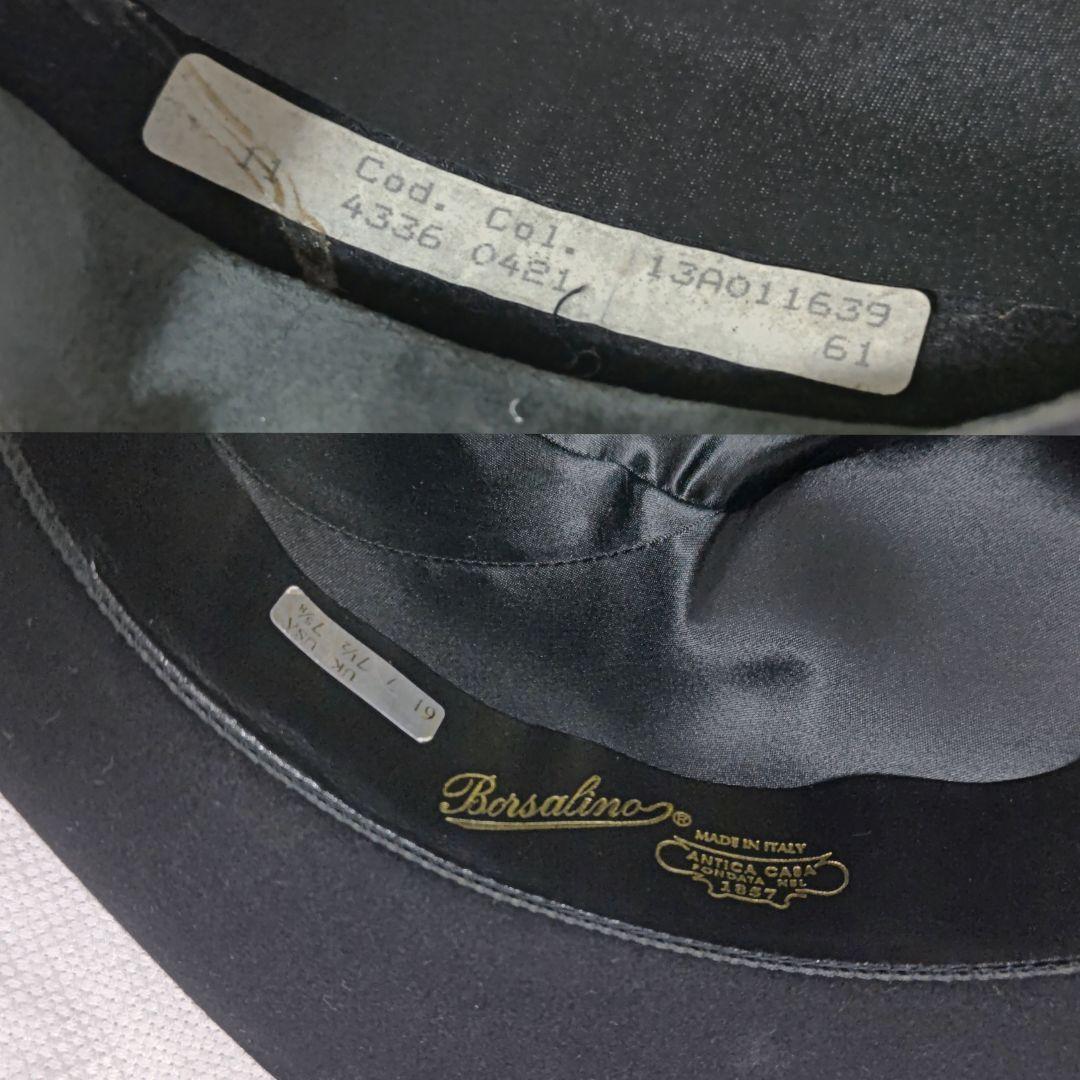 11 Cod. Col. 13A011639
4336 0421 61
USA 7⅝
UK 7½
61
Borsalino®
MADE IN ITALY
ANTICA CASA
FONDATA NEL
1857